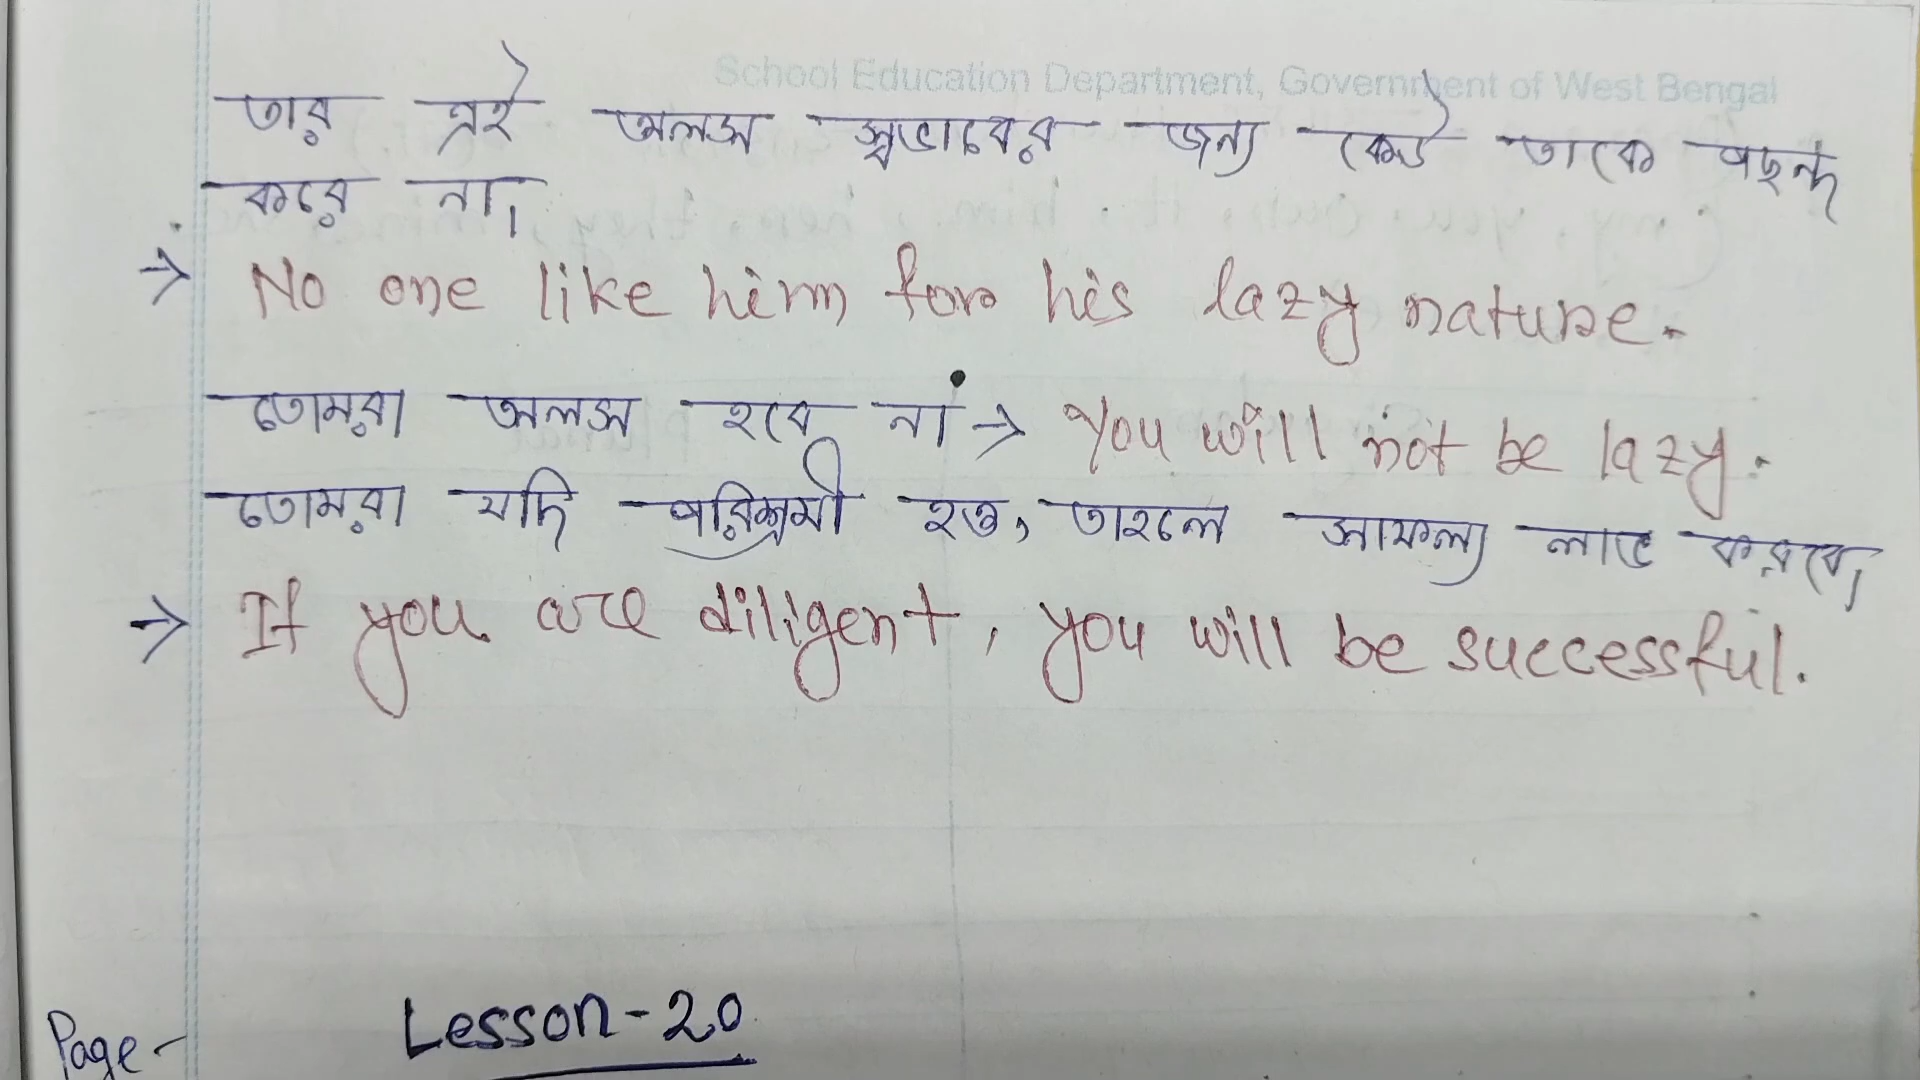 School Education Department, Government of West Bengal
তার এই অলস স্বভাবের জন্য কেউ তাকে পছন্দ
করে না।
→ No one like him for his lazy nature.
তোমরা অলস হবে না → You will not be lazy.
তোমরা যদি পরিশ্রমী হও, তাহলে সাফল্য লাভ করবে।
→ If you are diligent, you will be successful.
Lesson-20
Page-